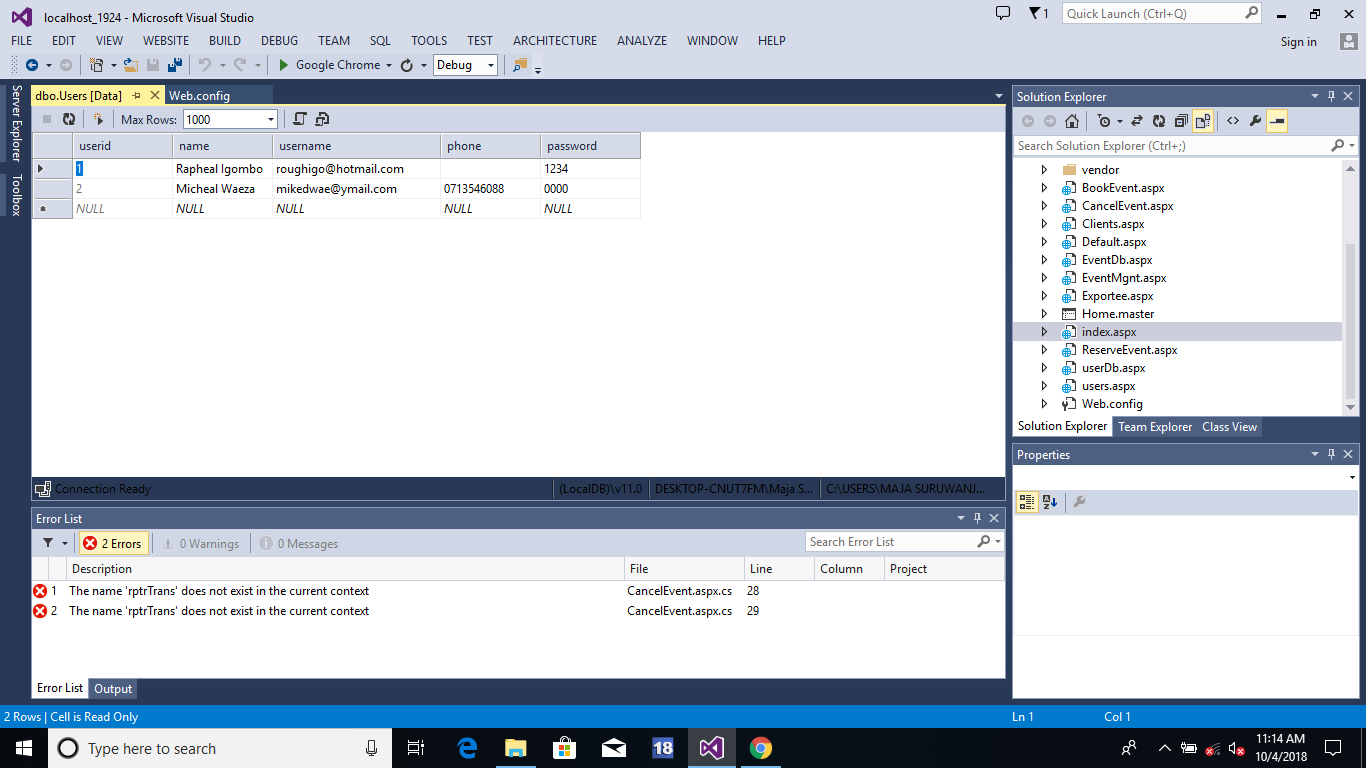 localhost_1924 - Microsoft Visual Studio
1
Quick Launch (Ctrl+Q)
FILE EDIT VIEW WEBSITE BUILD DEBUG TEAM SQL TOOLS TEST ARCHITECTURE ANALYZE WINDOW HELP
Sign in
Google Chrome
Debug
Server Explorer
Toolbox
dbo.Users [Data]
Web.config
Max Rows: 1000
userid name username phone password
1 Rapheal Igombo roughigo@hotmail.com 1234
2 Micheal Waeza mikedwae@ymail.com 0713546088 0000
NULL NULL NULL NULL NULL
Connection Ready
(LocalDB)\v11.0
DESKTOP-CNUT7FM\Maja S...
C:\USERS\MAJA SURUWANJ...
Error List
2 Errors
0 Warnings
0 Messages
Search Error List
Description File Line Column Project
1 The name 'rptrTrans' does not exist in the current context CancelEvent.aspx.cs 28
2 The name 'rptrTrans' does not exist in the current context CancelEvent.aspx.cs 29
Error List
Output
Solution Explorer
Search Solution Explorer (Ctrl+;)
vendor
BookEvent.aspx
CancelEvent.aspx
Clients.aspx
Default.aspx
EventDb.aspx
EventMgnt.aspx
Exportee.aspx
Home.master
index.aspx
ReserveEvent.aspx
userDb.aspx
users.aspx
Web.config
Solution Explorer Team Explorer Class View
Properties
2 Rows | Cell is Read Only
Ln 1
Col 1
Type here to search
18
11:14 AM
10/4/2018